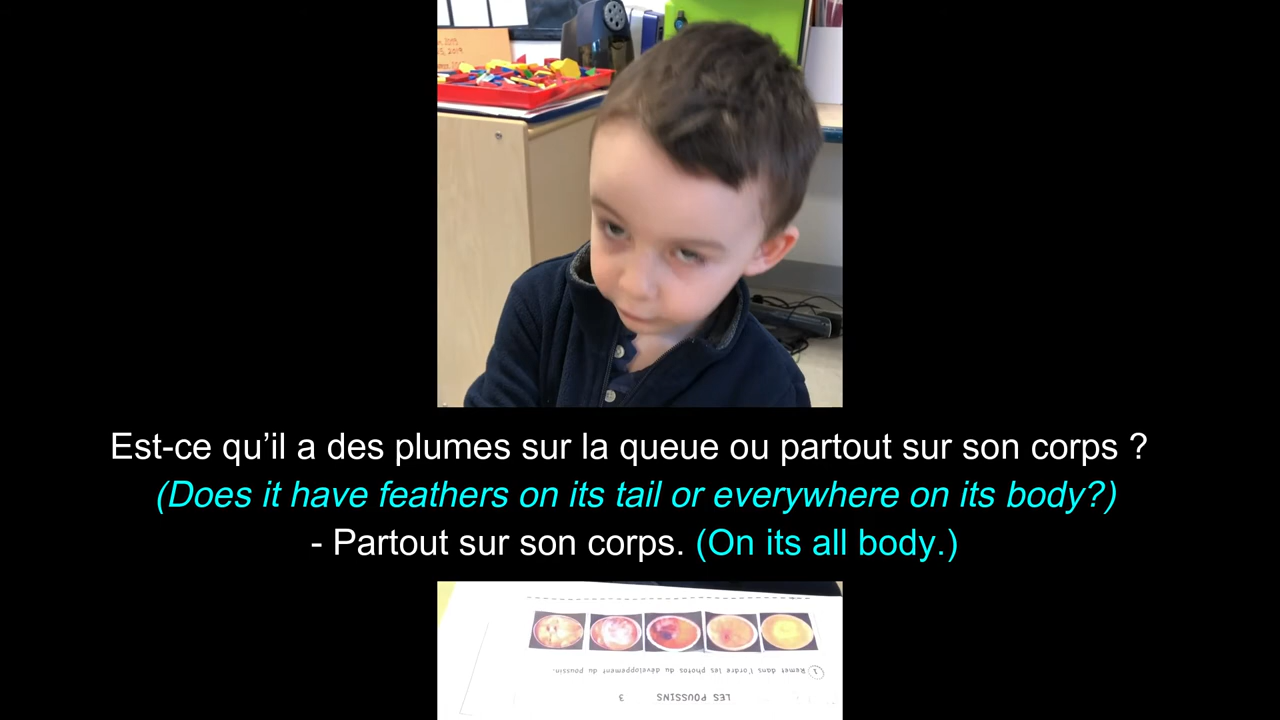 Est-ce qu’il a des plumes sur la queue ou partout sur son corps ?
(Does it have feathers on its tail or everywhere on its body?)
- Partout sur son corps. (On its all body.)
LES POUSSINS 3
1 Remet dans l'ordre les photos du développement du poussin.